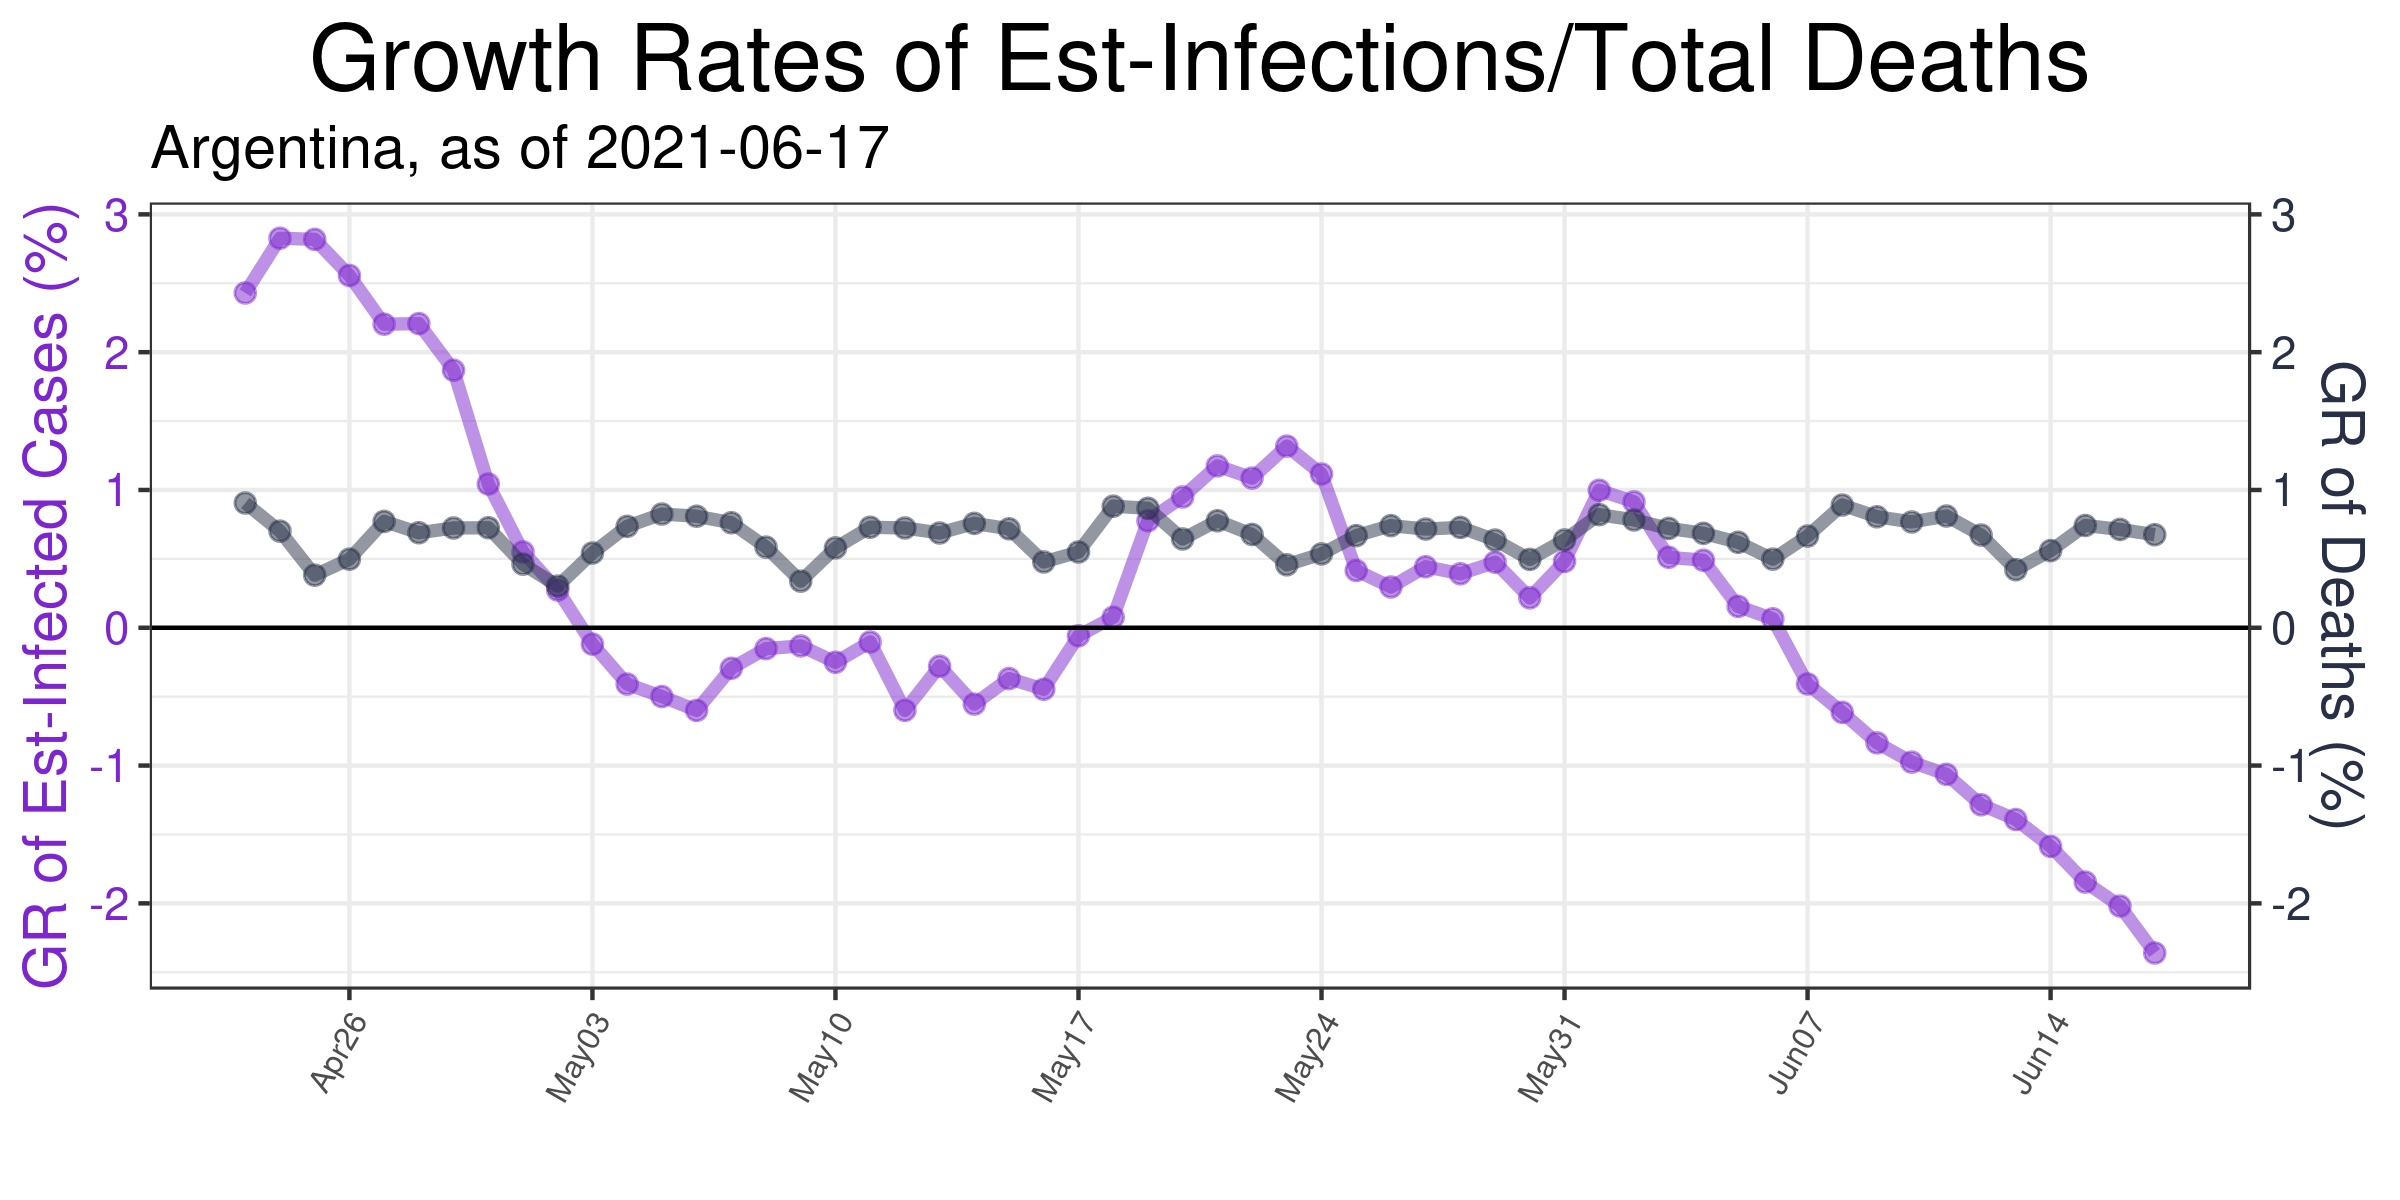 Growth Rates of Est-Infections/Total Deaths
Argentina, as of 2021-06-17
GR of Est-Infected Cases (%)
3
2
1
0
-1
-2
3
2
1
0
-1
-2
GR of Deaths (%)
Apr26
May03
May10
May17
May24
May31
Jun07
Jun14